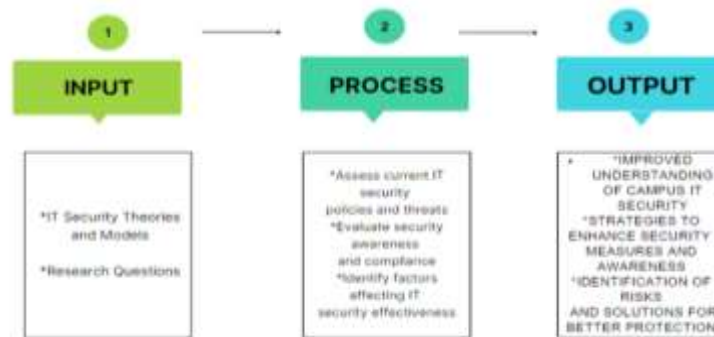 1
2
3
INPUT
PROCESS
OUTPUT
*IT Security Theories
and Models
*Research Questions
*Assess current IT
security
policies and threats
*Evaluate security
awareness
and compliance
*Identify factors
affecting IT
security effectiveness
• *IMPROVED
UNDERSTANDING
OF CAMPUS IT
SECURITY
*STRATEGIES TO
ENHANCE SECURITY
MEASURES AND
AWARENESS
*IDENTIFICATION OF
RISKS
AND SOLUTIONS FOR
BETTER PROTECTION